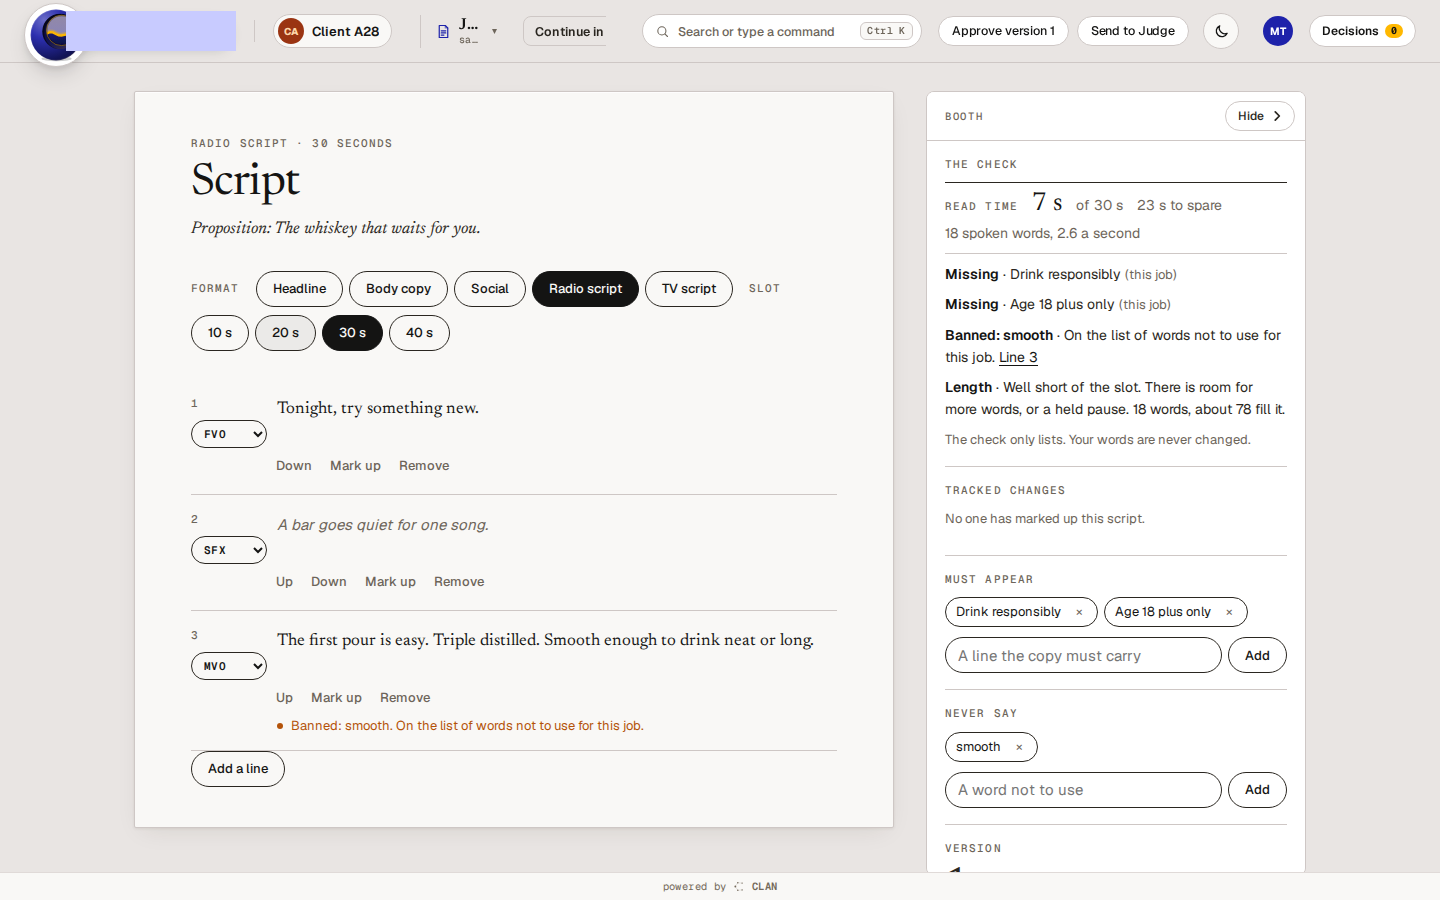 CA Client A28
J...
sa...
Continue in
Search or type a command Ctrl K
Approve version 1
Send to Judge
MT
Decisions 0
RADIO SCRIPT · 30 SECONDS
Script
Proposition: The whiskey that waits for you.
FORMAT Headline Body copy Social Radio script TV script SLOT
10 s 20 s 30 s 40 s
1
Tonight, try something new.
FVO
Down Mark up Remove
2
A bar goes quiet for one song.
SFX
Up Down Mark up Remove
3
The first pour is easy. Triple distilled. Smooth enough to drink neat or long.
MVO
Up Mark up Remove
Banned: smooth. On the list of words not to use for this job.
Add a line
BOOTH Hide
THE CHECK
READ TIME 7 s of 30 s 23 s to spare
18 spoken words, 2.6 a second
Missing · Drink responsibly (this job)
Missing · Age 18 plus only (this job)
Banned: smooth · On the list of words not to use for
this job. Line 3
Length · Well short of the slot. There is room for
more words, or a held pause. 18 words, about 78 fill it.
The check only lists. Your words are never changed.
TRACKED CHANGES
No one has marked up this script.
MUST APPEAR
Drink responsibly × Age 18 plus only ×
A line the copy must carry Add
NEVER SAY
smooth ×
A word not to use Add
VERSION
powered by CLAN